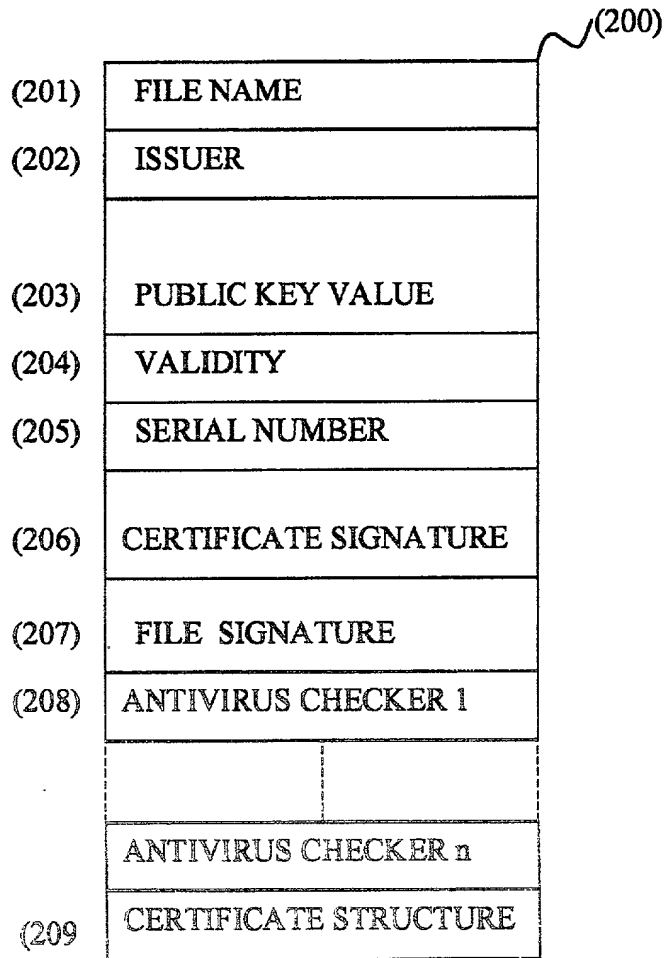 (200)
(201) FILE NAME
(202) ISSUER
(203) PUBLIC KEY VALUE
(204) VALIDITY
(205) SERIAL NUMBER
(206) CERTIFICATE SIGNATURE
(207) FILE SIGNATURE
(208) ANTIVIRUS CHECKER 1
ANTIVIRUS CHECKER n
(209 CERTIFICATE STRUCTURE